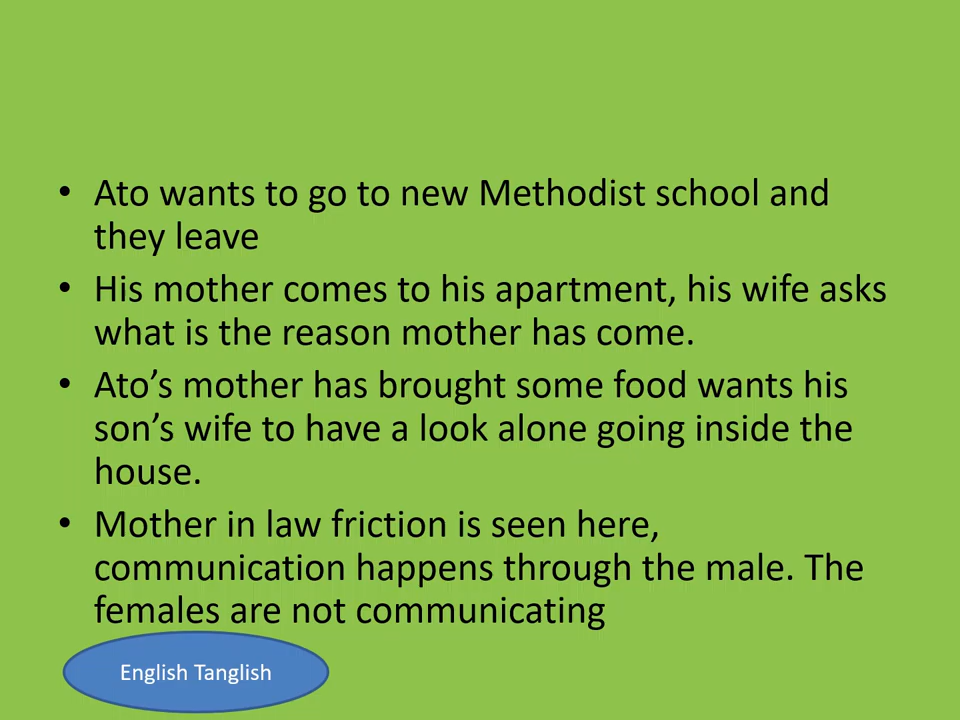 • Ato wants to go to new Methodist school and
they leave
• His mother comes to his apartment, his wife asks
what is the reason mother has come.
• Ato’s mother has brought some food wants his
son’s wife to have a look alone going inside the
house.
• Mother in law friction is seen here,
communication happens through the male. The
females are not communicating
English Tanglish